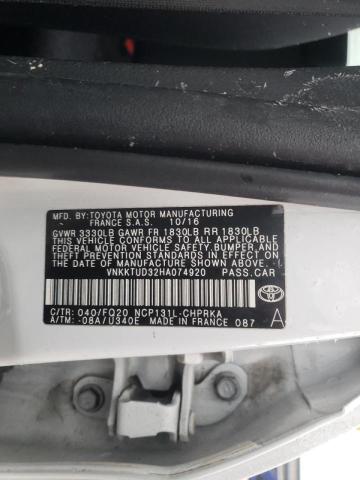 MFD.BY:TOYOTA MOTOR MANUFACTURING
FRANCE S.A.S. 10/16
GVWR 3330LB GAWR FR 1830LB RR 1830LB
THIS VEHICLE CONFORMS TO ALL APPLICABLE
FEDERAL MOTOR VEHICLE SAFETY, BUMPER, AND
THEFT PREVENTION STANDARDS IN EFFECT ON
THE DATE OF MANUFACTURE SHOWN ABOVE.
VNKKTUD32HA074920 PASS.CAR
C/TR: 040/FQ20 NCP131L-CHPRKA
A/TM: -08A/U340E MADE IN FRANCE 087 A